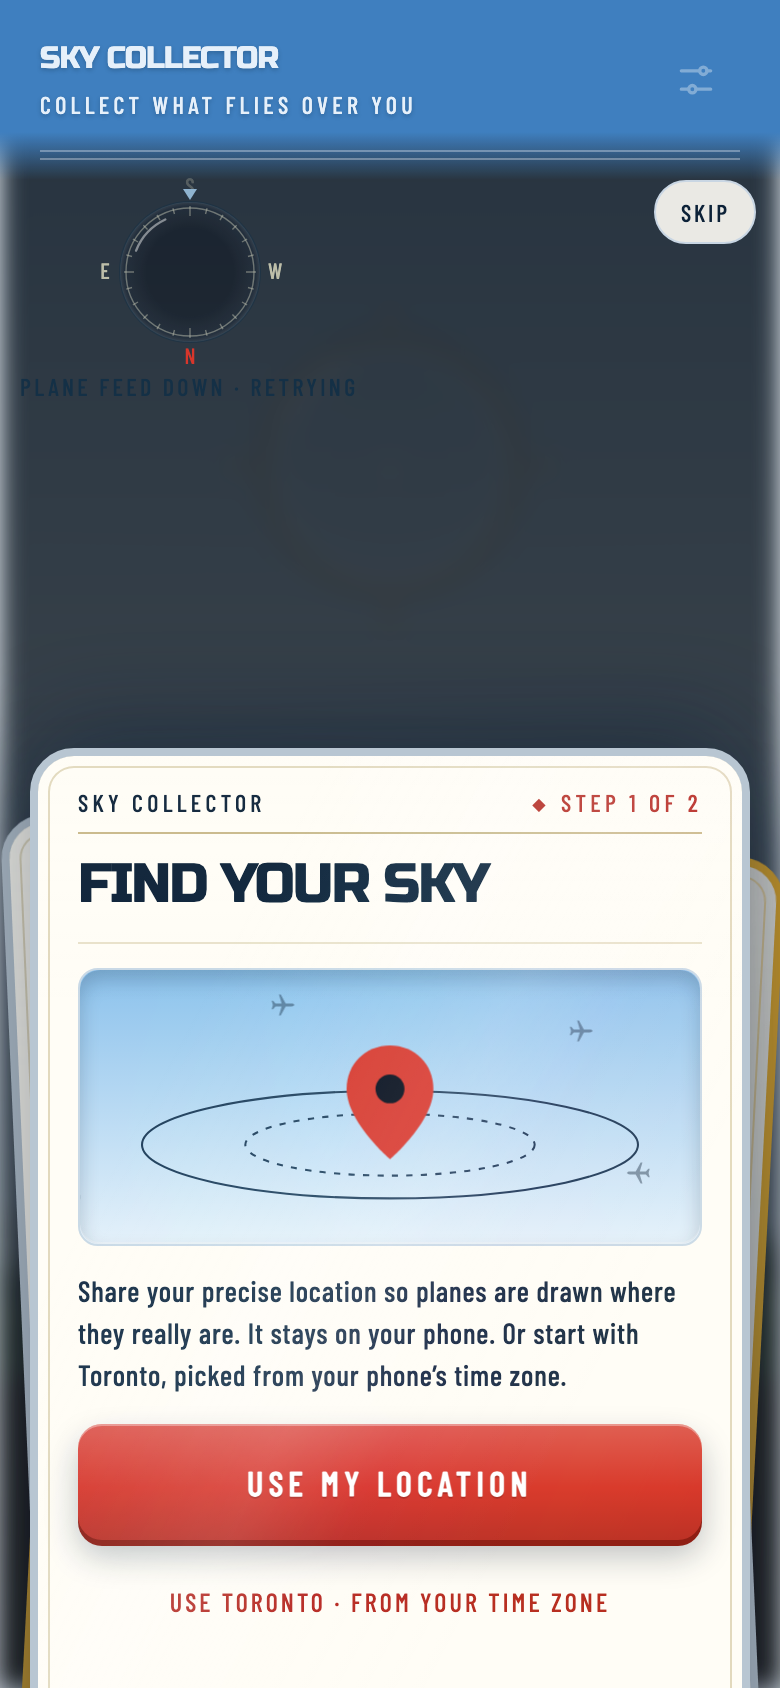 SKY COLLECTOR
COLLECT WHAT FLIES OVER YOU
SKIP
S
E W
N
PLANE FEED DOWN · RETRYING
SKY COLLECTOR ◆ STEP 1 OF 2
FIND YOUR SKY
Share your precise location so planes are drawn where
they really are. It stays on your phone. Or start with
Toronto, picked from your phone’s time zone.
USE MY LOCATION
USE TORONTO · FROM YOUR TIME ZONE